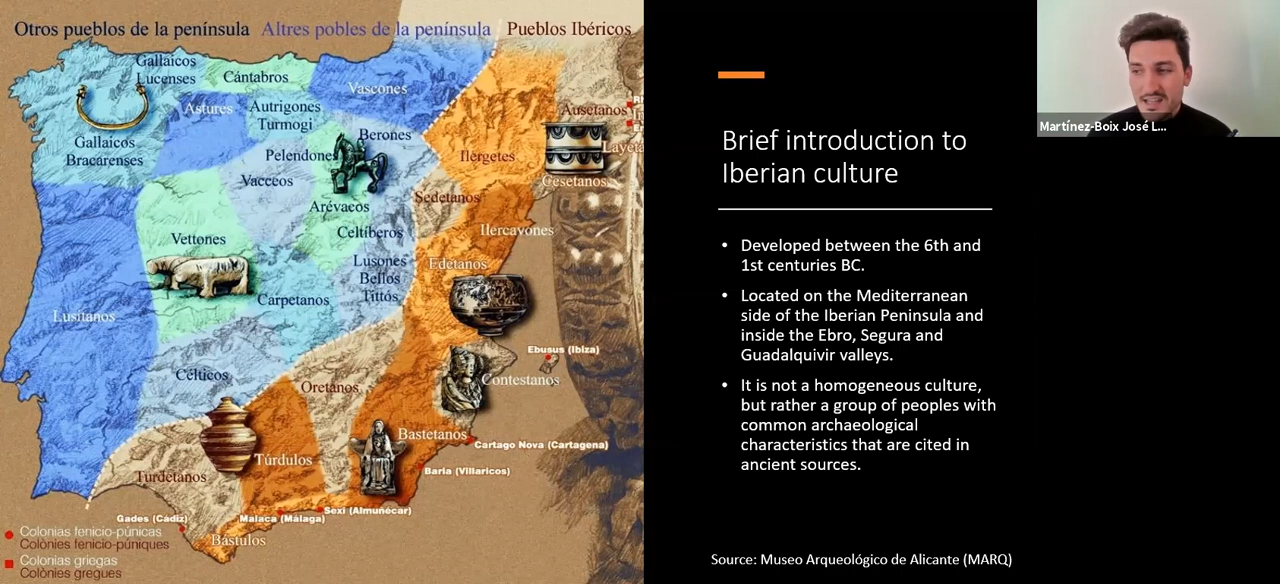 Otros pueblos de la península
Altres pobles de la península
Pueblos Ibéricos
Gallaicos
Lucenses
Cántabros
Vascones
Astures
Autrigones
Turmogi
Ausetanos
Berones
Gallaicos
Bracarenses
Pelendones
Ilergetes
Vacceos
Cesetanos
Sedetanos
Arévacos
Ilercavones
Vettones
Celtíberos
Lusones
Bellos
Tittos
Edetanos
Carpetanos
Lusitanos
Ebusus (Ibiza)
Célticos
Oretanos
Contestanos
Bastetanos
Cartago Nova (Cartagena)
Túrdulos
Baria (Villaricos)
Turdetanos
Sexi (Almuñécar)
Gades (Cádiz)
Malaca (Málaga)
Bástulos
Colonias fenicio-púnicas
Colònies fenicio-púniques
Colonias griegas
Colònies gregues
Brief introduction to
Iberian culture
• Developed between the 6th and
1st centuries BC.
• Located on the Mediterranean
side of the Iberian Peninsula and
inside the Ebro, Segura and
Guadalquivir valleys.
• It is not a homogeneous culture,
but rather a group of peoples with
common archaeological
characteristics that are cited in
ancient sources.
Source: Museo Arqueológico de Alicante (MARQ)
Martínez-Boix José L...